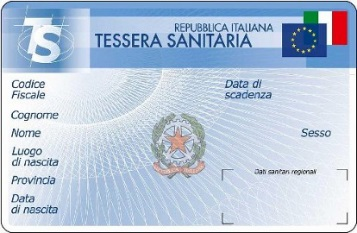 TS
REPUBBLICA ITALIANA
TESSERA SANITARIA
Codice
Fiscale
Data di
scadenza
Cognome
Nome
Sesso
Luogo
di nascita
Dati sanitari regionali
Provincia
Data
di nascita